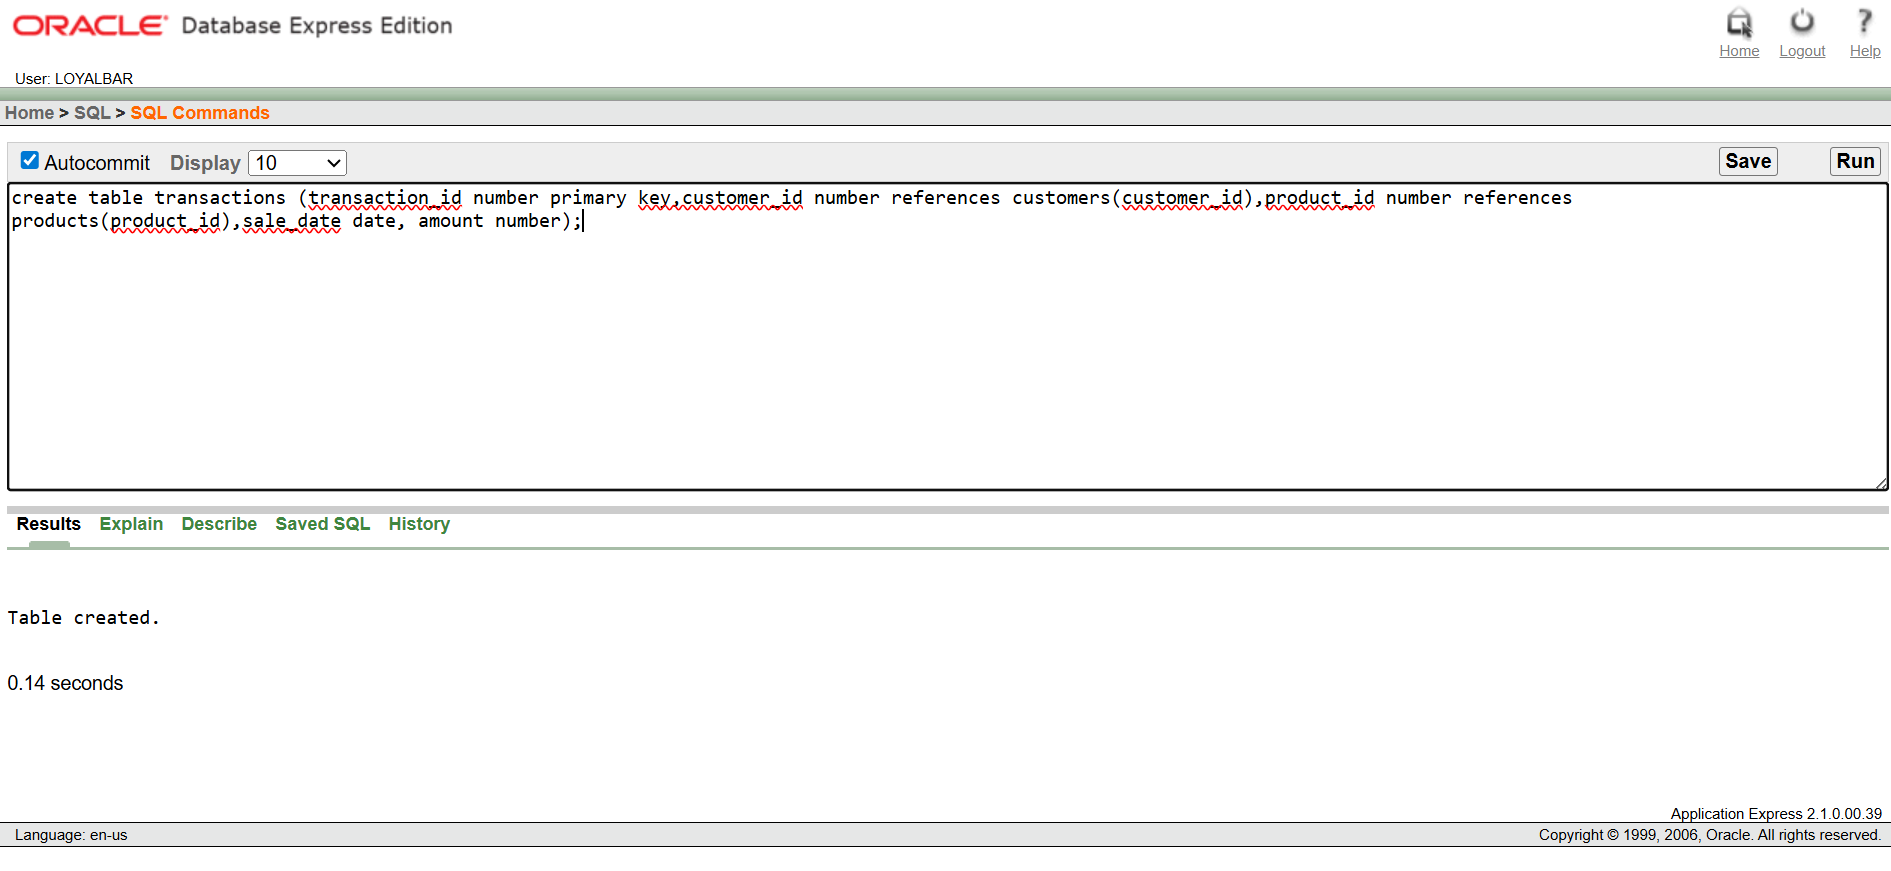 ORACLE Database Express Edition
Home Logout Help
User: LOYALBAR
Home > SQL > SQL Commands
Autocommit Display 10 Save Run
create table transactions (transaction_id number primary key,customer_id number references customers(customer_id),product_id number references
products(product_id),sale_date date, amount number);
Results Explain Describe Saved SQL History
Table created.
0.14 seconds
Application Express 2.1.0.00.39
Language: en-us Copyright © 1999, 2006, Oracle. All rights reserved.